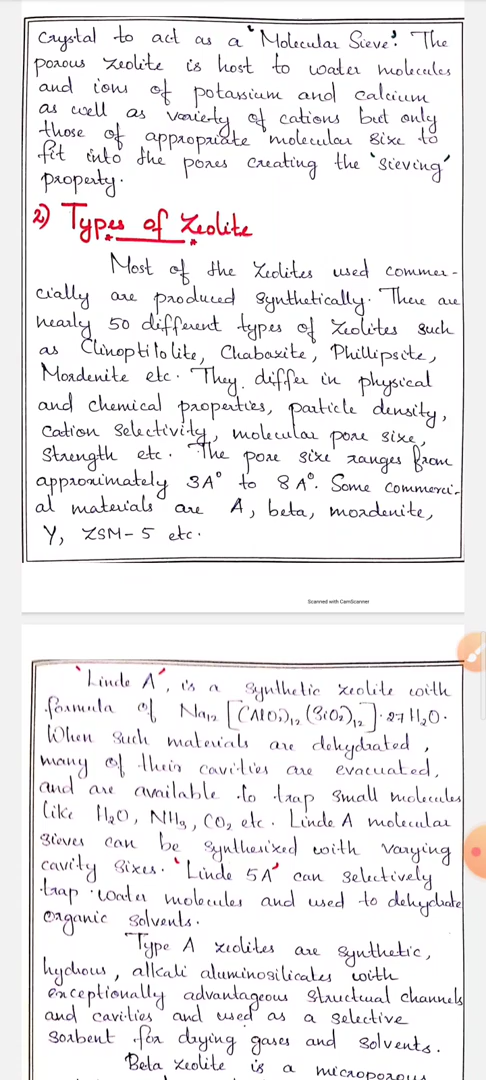 crystal to act as a 'Molecular Sieve'. The
porous zeolite is host to water molecules
and ions of potassium and calcium
as well as variety of cations but only
those of appropriate molecular size to
fit into the pores creating the 'sieving'
property.
2) Types of Zeolite
Most of the Zeolites used commer-
cially are produced synthetically. There are
nearly 50 different types of Zeolites such
as Clinoptilolite, Chabazite, Phillipsite,
Mordenite etc. They differ in physical
and chemical properties, particle density,
cation selectivity, molecular pore size,
strength etc. The pore size ranges from
approximately 3A° to 8A°. Some commerci-
al materials are A, beta, mordenite,
Y, ZSM-5 etc.
Scanned with CamScanner
'Linde A', is a synthetic zeolite with
formula of Na12 [(AlO2)12 (SiO2)12]·27H2O.
When such materials are dehydrated,
many of their cavities are evacuated,
and are available to trap small molecules
like H2O, NH3, CO2 etc. Linde A molecular
sieves can be synthesized with varying
cavity sizes. 'Linde 5A' can selectively
trap water molecules and used to dehydrate
organic solvents.
Type A zeolites are synthetic,
hydrous, alkali aluminosilicates with
exceptionally advantageous structual channels
and cavities and used as a selective
sorbent for drying gases and solvents.
Beta zeolite is a microporous